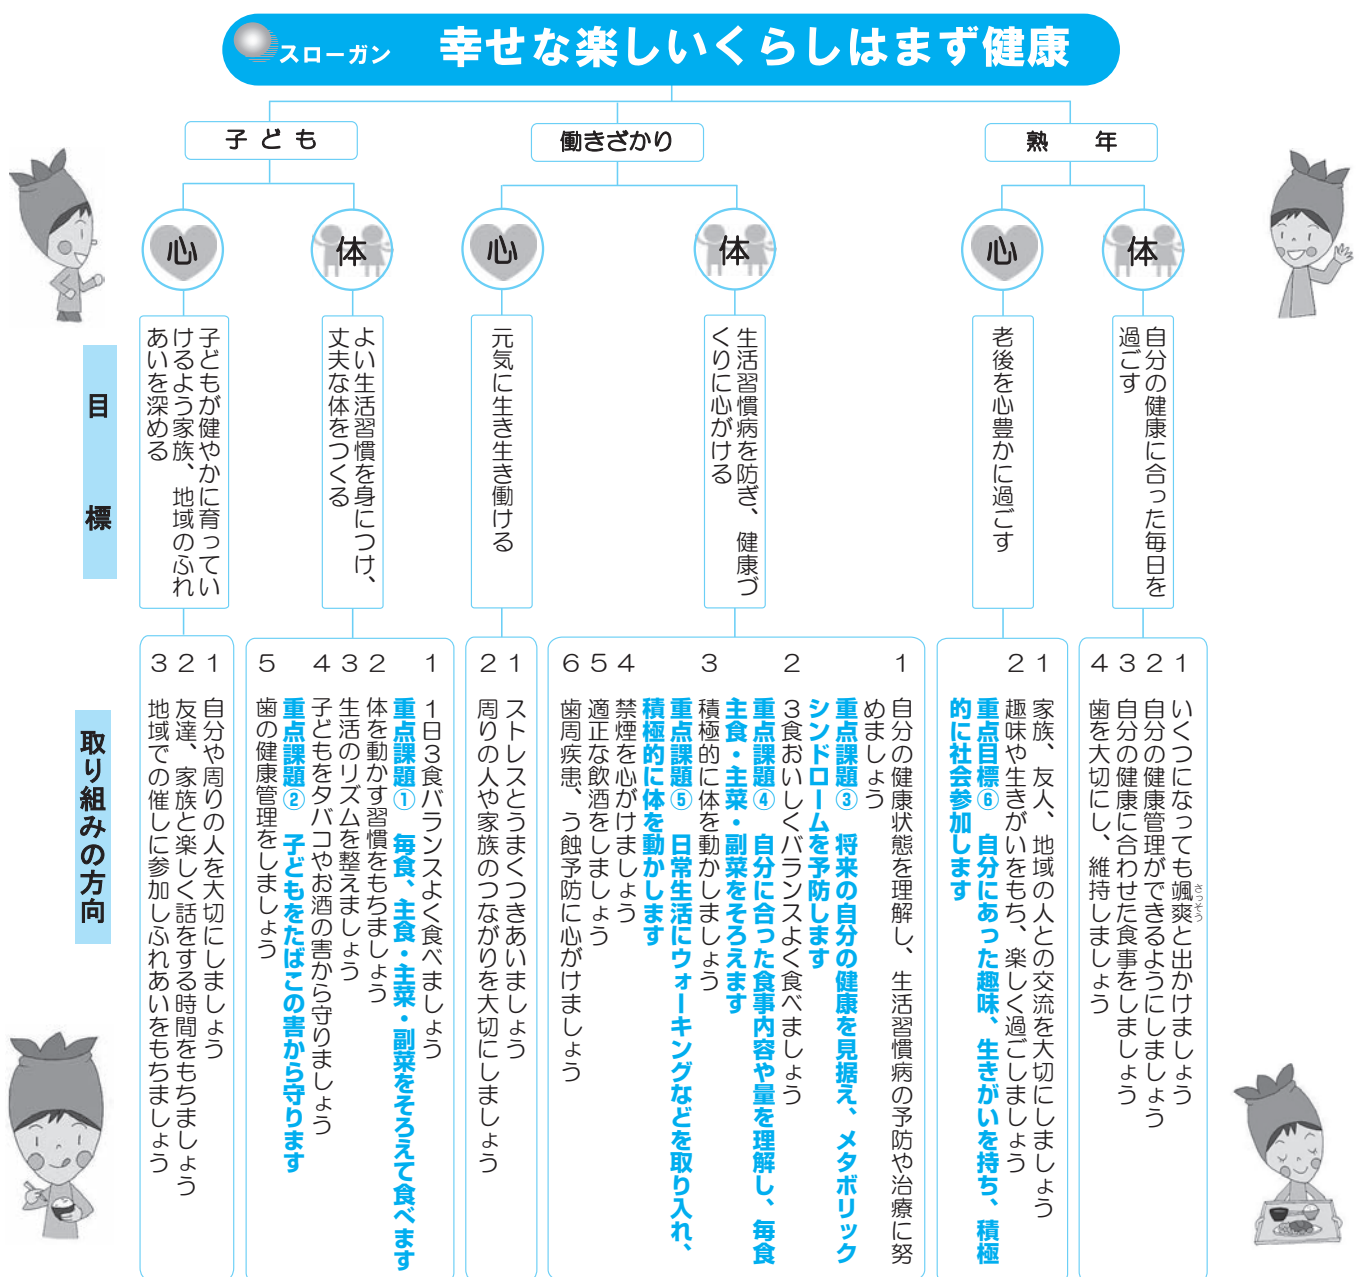 スローガン 幸せな楽しいくらしはまず健康
子ども
働きざかり
熟 年
心
体
心
体
心
体
目標
子どもが健やかに育ってい
けるよう家族、地域のふれ
あいを深める
よい生活習慣を身につけ、
丈夫な体をつくる
元気に生き生き働ける
生活習慣病を防ぎ、健康づ
くりに心がける
老後を心豊かに過ごす
自分の健康に合った毎日を
過ごす
取り組みの方向
1 自分や周りの人を大切にしましょう
2 友達、家族と楽しく話をする時間をもちましょう
3 地域での催しに参加しふれあいをもちましょう
1 1日3食バランスよく食べましょう
重点課題① 毎食、主食・主菜・副菜をそろえて食べます
2 体を動かす習慣をもちましょう
3 生活のリズムを整えましょう
4 子どもをタバコやお酒の害から守りましょう
重点課題② 子どもをたばこの害から守ります
5 歯の健康管理をしましょう
1 ストレスとうまくつきあいましょう
2 周りの人や家族のつながりを大切にしましょう
1 自分の健康状態を理解し、生活習慣病の予防や治療に努
めましょう
重点課題③ 将来の自分の健康を見据え、メタボリック
シンドロームを予防します
2 3食おいしくバランスよく食べましょう
重点課題④ 自分に合った食事内容や量を理解し、毎食
主食・主菜・副菜をそろえます
3 積極的に体を動かしましょう
重点課題⑤ 日常生活にウォーキングなどを取り入れ、
積極的に体を動かします
4 禁煙を心がけましょう
5 適正な飲酒をしましょう
6 歯周疾患、う蝕予防に心がけましょう
1 家族、友人、地域の人との交流を大切にしましょう
2 趣味や生きがいをもち、楽しく過ごしましょう
重点目標⑥ 自分にあった趣味、生きがいを持ち、積極
的に社会参加します
1 いくつになっても颯爽と出かけましょう
さっそう
2 自分の健康管理ができるようにしましょう
3 自分の健康に合わせた食事をしましょう
4 歯を大切にし、維持しましょう